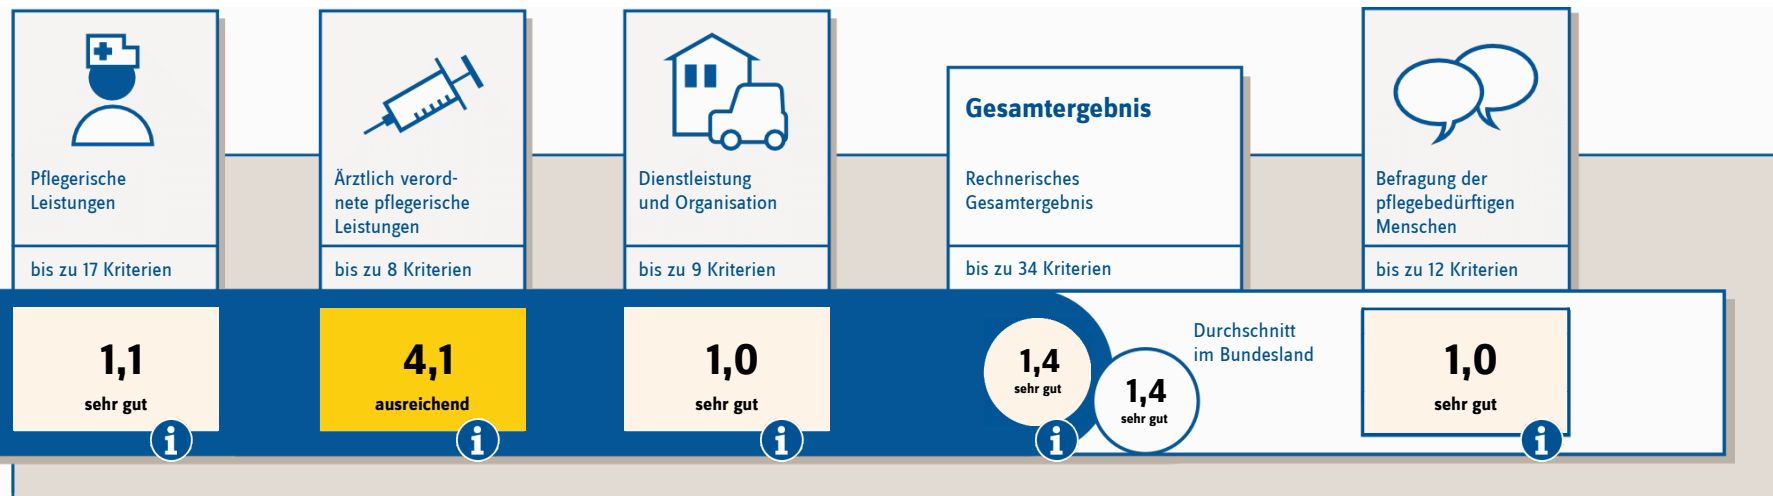 Pflegerische
Leistungen
bis zu 17 Kriterien
1,1
sehr gut
i
Ärztlich verord-
nete pflegerische
Leistungen
bis zu 8 Kriterien
4,1
ausreichend
i
Dienstleistung
und Organisation
bis zu 9 Kriterien
1,0
sehr gut
i
Gesamtergebnis
Rechnerisches
Gesamtergebnis
bis zu 34 Kriterien
1,4
sehr gut
i
Durchschnitt
im Bundesland
1,4
sehr gut
Befragung der
pflegebedürftigen
Menschen
bis zu 12 Kriterien
1,0
sehr gut
i